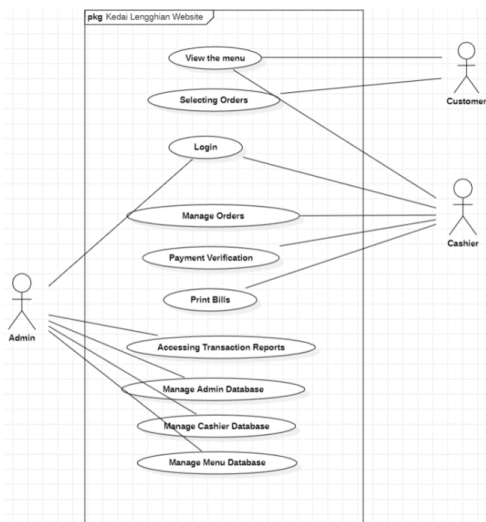 pkg Kedai Lengghian Website
View the menu
Selecting Orders
Customer
Login
Manage Orders
Cashier
Payment Verification
Print Bills
Admin
Accessing Transaction Reports
Manage Admin Database
Manage Cashier Database
Manage Menu Database